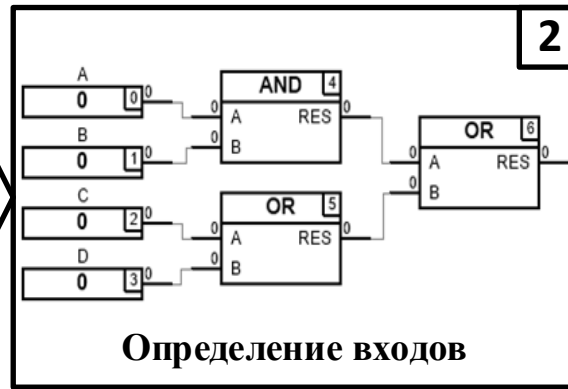 2
A
0 0 0
B
0 1 0
C
0 2 0
D
0 3 0
AND 4
0 A RES 0
0 B
OR 5
0 A RES 0
0 B
OR 6
0 A RES 0
0 B
Определение входов